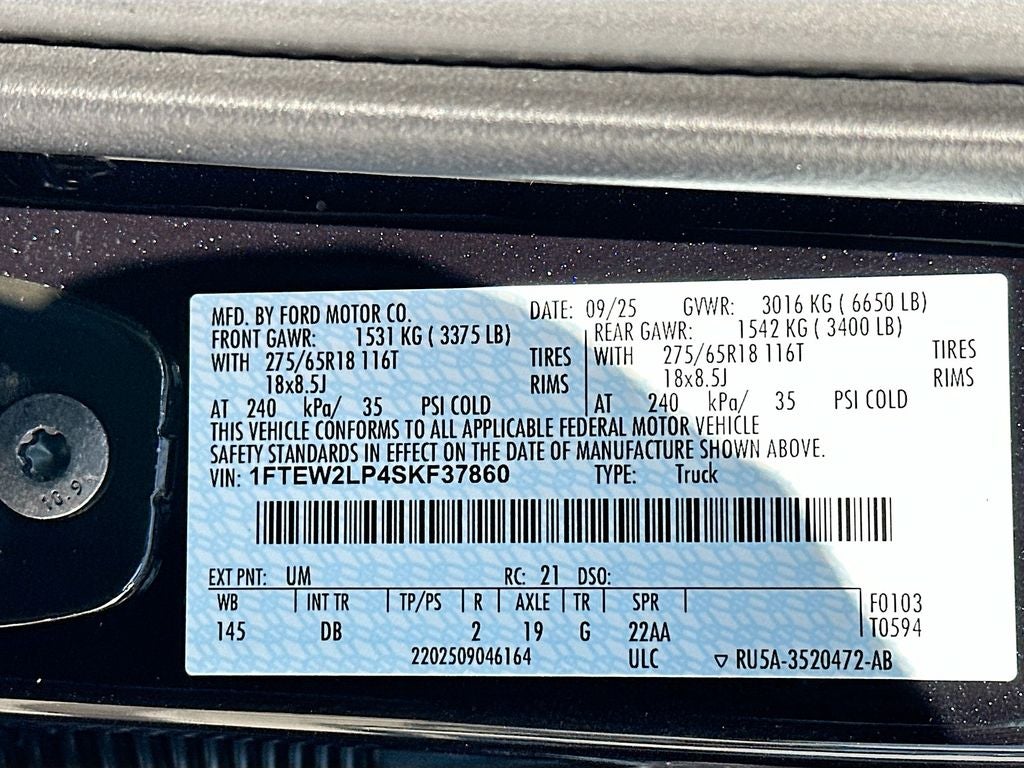 MFD. BY FORD MOTOR CO. DATE: 09/25 GVWR: 3016 KG ( 6650 LB)
FRONT GAWR: 1531 KG ( 3375 LB) REAR GAWR: 1542 KG ( 3400 LB)
WITH 275/65R18 116T TIRES WITH 275/65R18 116T TIRES
18x8.5J RIMS 18x8.5J RIMS
AT 240 kPa/ 35 PSI COLD AT 240 kPa/ 35 PSI COLD
THIS VEHICLE CONFORMS TO ALL APPLICABLE FEDERAL MOTOR VEHICLE
SAFETY STANDARDS IN EFFECT ON THE DATE OF MANUFACTURE SHOWN ABOVE.
VIN: 1FTEW2LP4SKF37860 TYPE: Truck
EXT PNT: UM RC: 21 DSO:
WB INT TR TP/PS R AXLE TR SPR F0103
145 DB 2 19 G 22AA T0594
2202509046164 ULC ▽ RU5A-3520472-AB
10.9